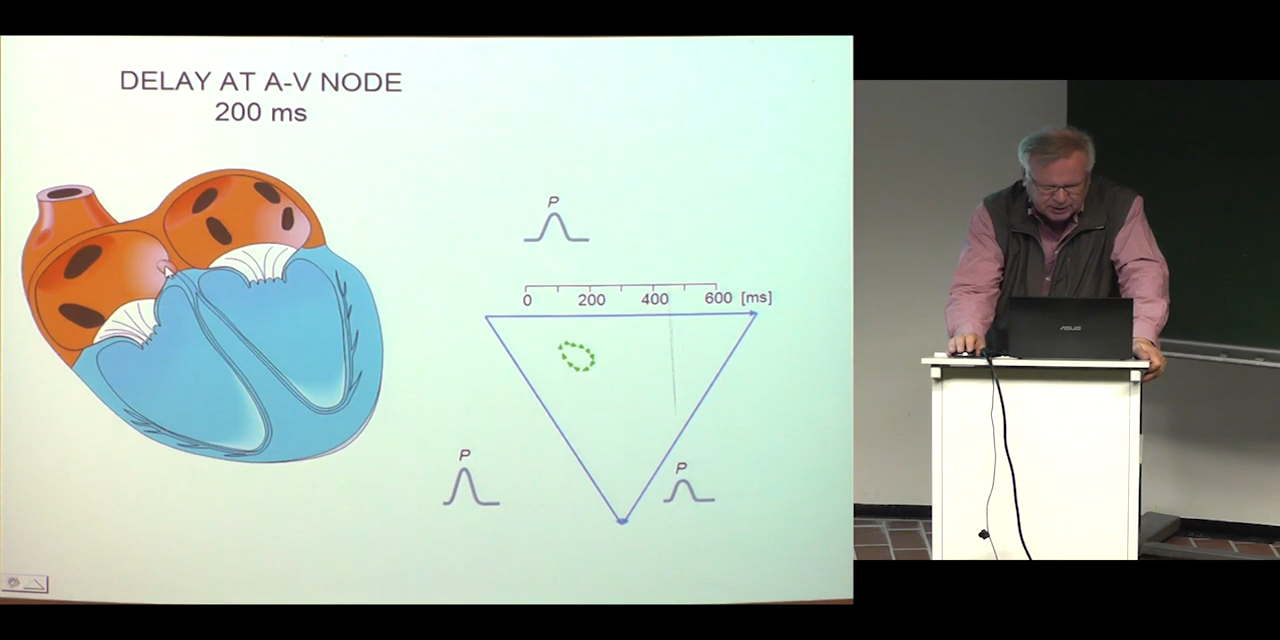 DELAY AT A-V NODE
200 ms
P
0 200 400 600 [ms]
P
P
ASUS